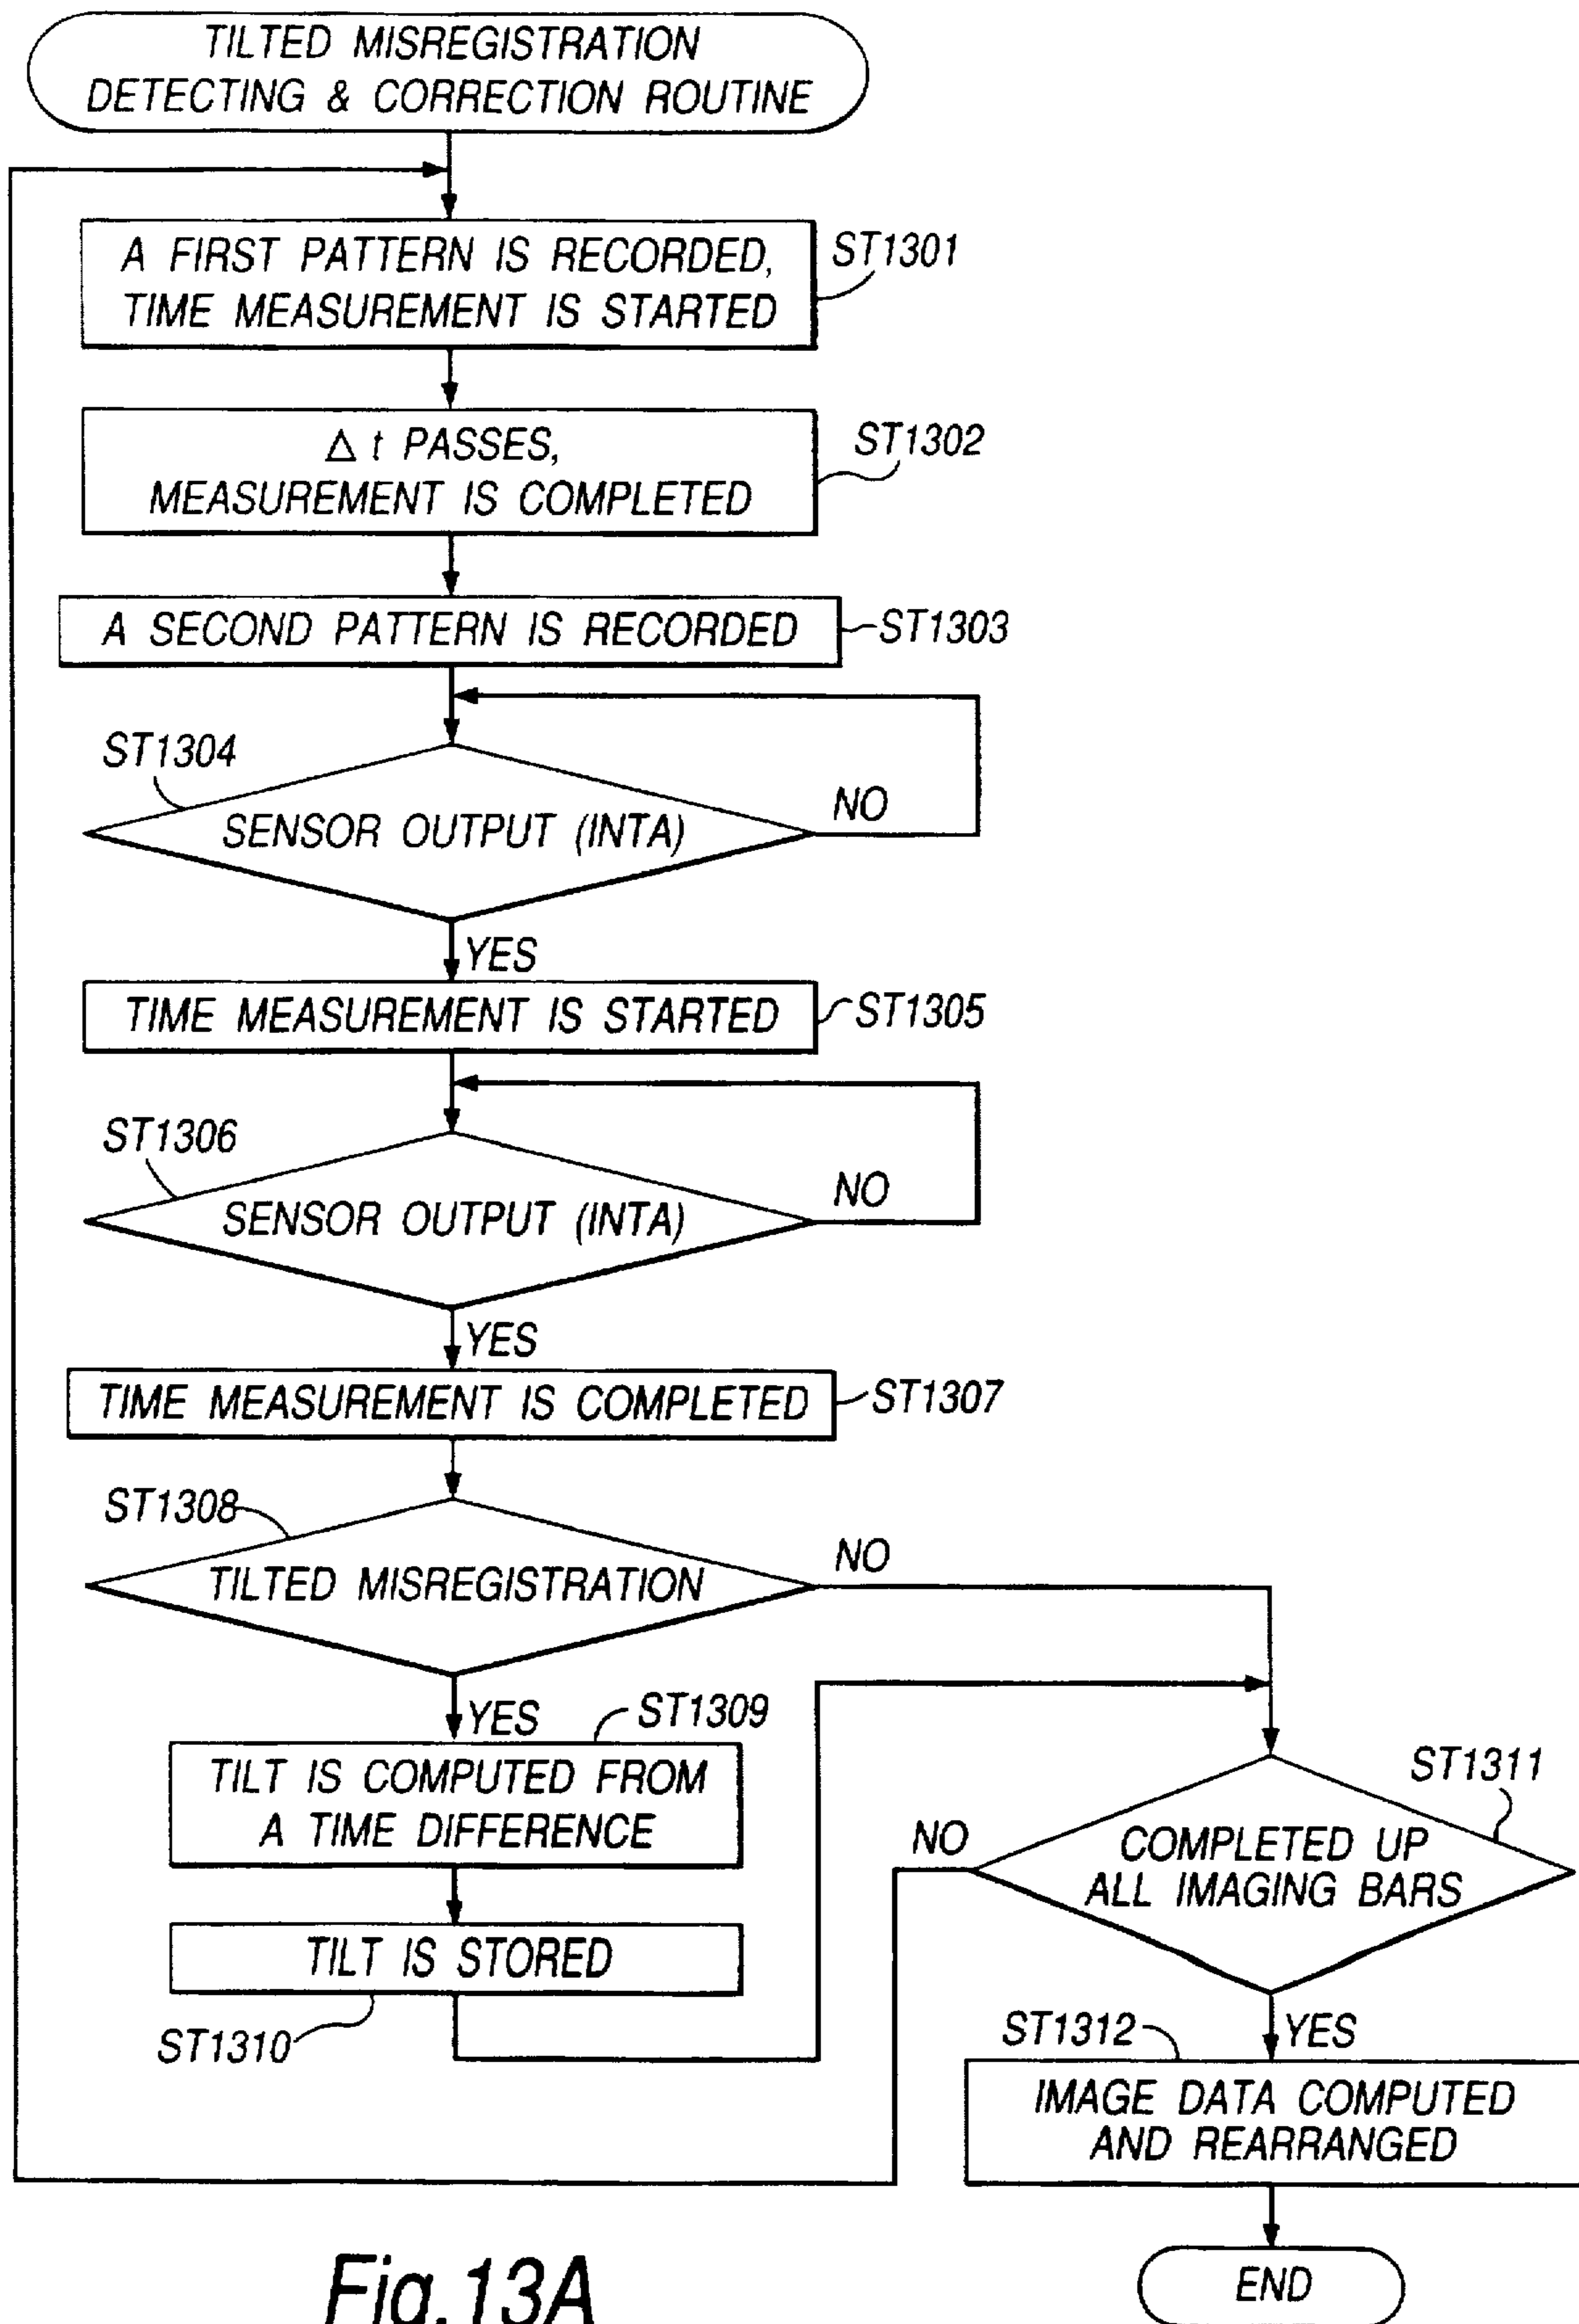 TILTED MISREGISTRATION
DETECTING & CORRECTION ROUTINE
A FIRST PATTERN IS RECORDED,
TIME MEASUREMENT IS STARTED
ST1301
Δ t PASSES,
MEASUREMENT IS COMPLETED
ST1302
A SECOND PATTERN IS RECORDED
ST1303
ST1304
SENSOR OUTPUT (INTA)
NO
YES
TIME MEASUREMENT IS STARTED
ST1305
ST1306
SENSOR OUTPUT (INTA)
NO
YES
TIME MEASUREMENT IS COMPLETED
ST1307
ST1308
TILTED MISREGISTRATION
NO
YES
ST1309
TILT IS COMPUTED FROM
A TIME DIFFERENCE
TILT IS STORED
ST1310
ST1311
NO
COMPLETED UP
ALL IMAGING BARS
YES
ST1312
IMAGE DATA COMPUTED
AND REARRANGED
END
Fig. 13A